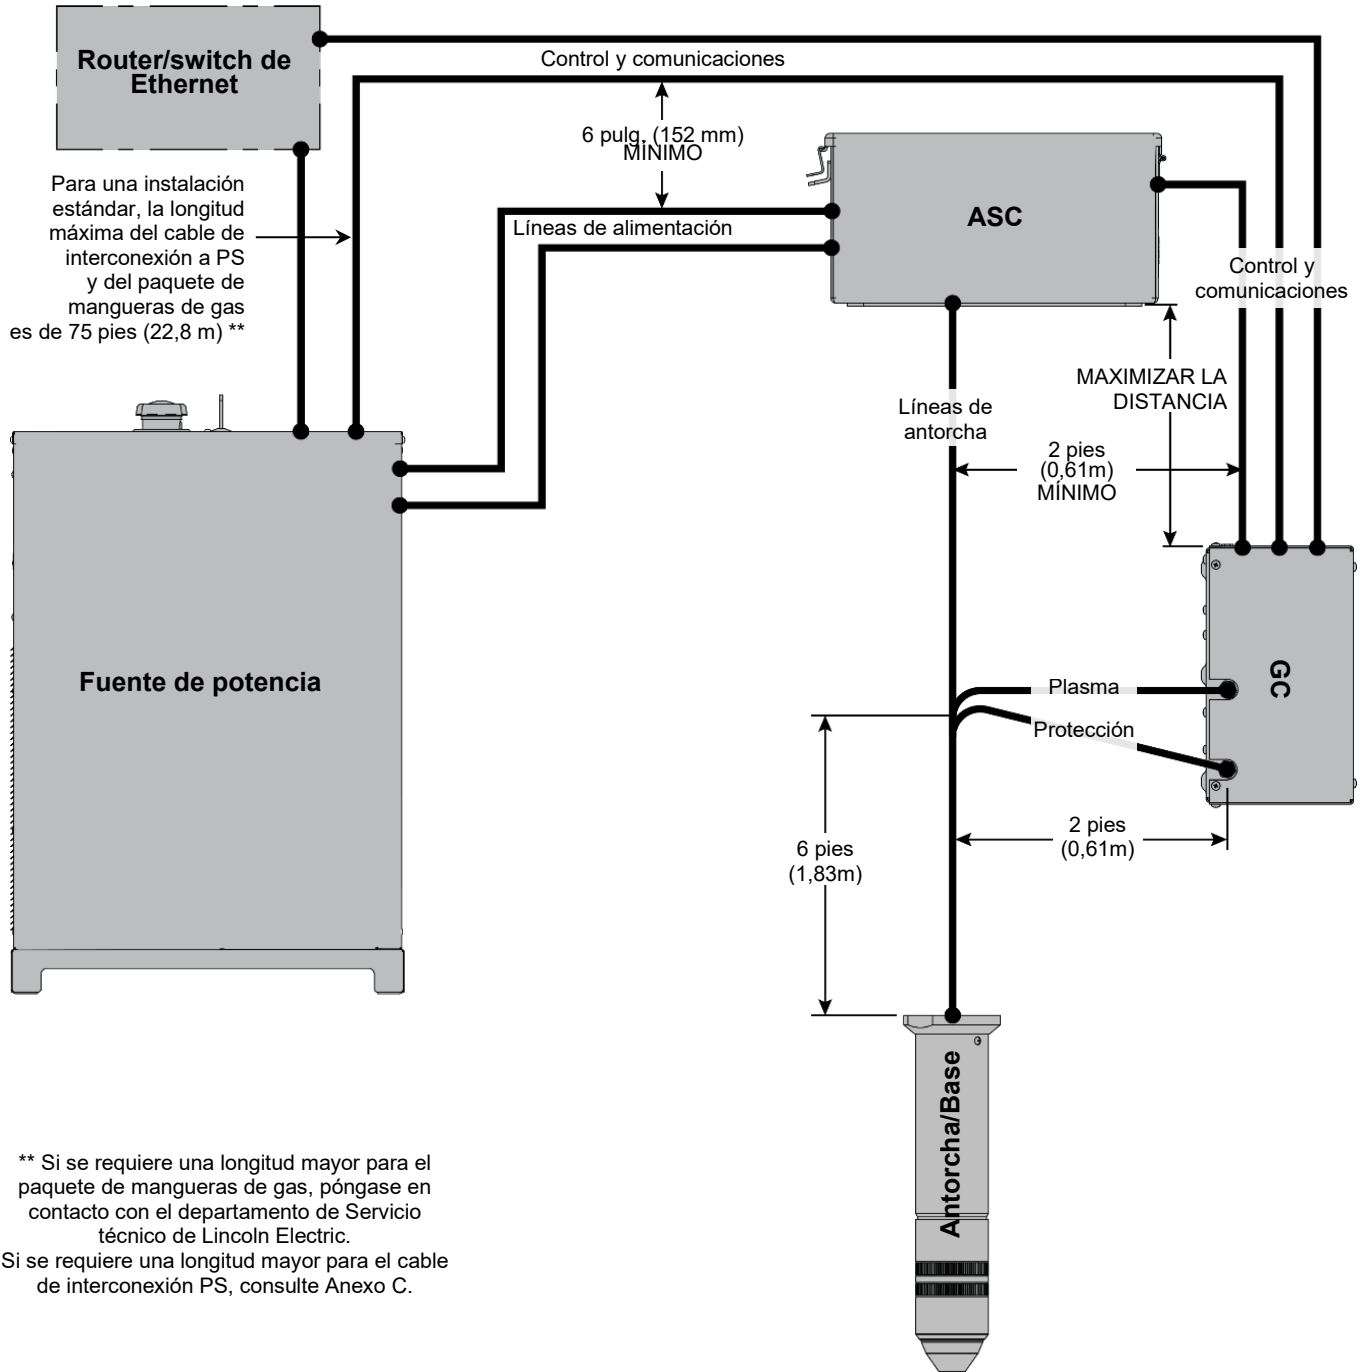 Router/switch de
Ethernet
Control y comunicaciones
6 pulg. (152 mm)
MÍNIMO
Para una instalación
estándar, la longitud
máxima del cable de
interconexión a PS
y del paquete de
mangueras de gas
es de 75 pies (22,8 m) **
Líneas de alimentación
ASC
Control y
comunicaciones
MAXIMIZAR LA
DISTANCIA
Líneas de
antorcha
2 pies
(0,61m)
MÍNIMO
Fuente de potencia
GC
Plasma
Protección
2 pies
(0,61m)
6 pies
(1,83m)
Antorcha/Base
** Si se requiere una longitud mayor para el
paquete de mangueras de gas, póngase en
contacto con el departamento de Servicio
técnico de Lincoln Electric.
Si se requiere una longitud mayor para el cable
de interconexión PS, consulte Anexo C.